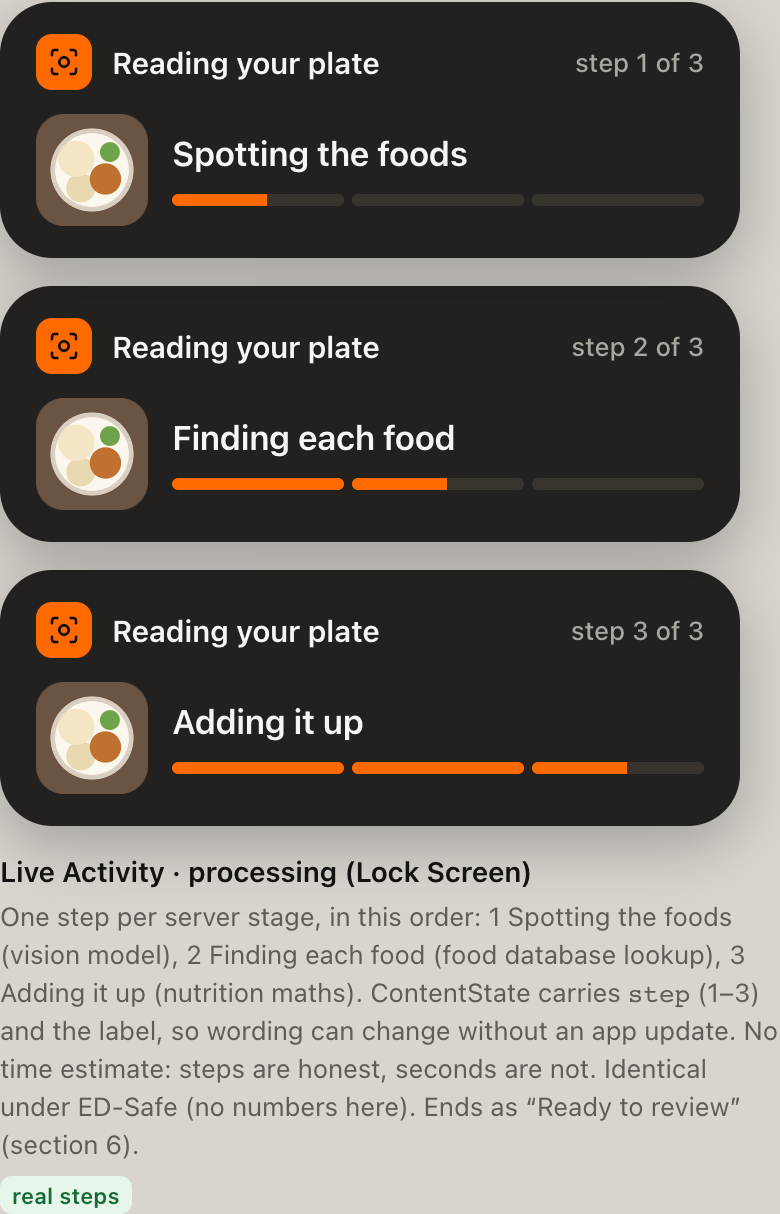 Reading your plate
step 1 of 3
Spotting the foods
Reading your plate
step 2 of 3
Finding each food
Reading your plate
step 3 of 3
Adding it up
Live Activity · processing (Lock Screen)
One step per server stage, in this order: 1 Spotting the foods
(vision model), 2 Finding each food (food database lookup), 3
Adding it up (nutrition maths). ContentState carries step (1–3)
and the label, so wording can change without an app update. No
time estimate: steps are honest, seconds are not. Identical
under ED-Safe (no numbers here). Ends as “Ready to review”
(section 6).
real steps